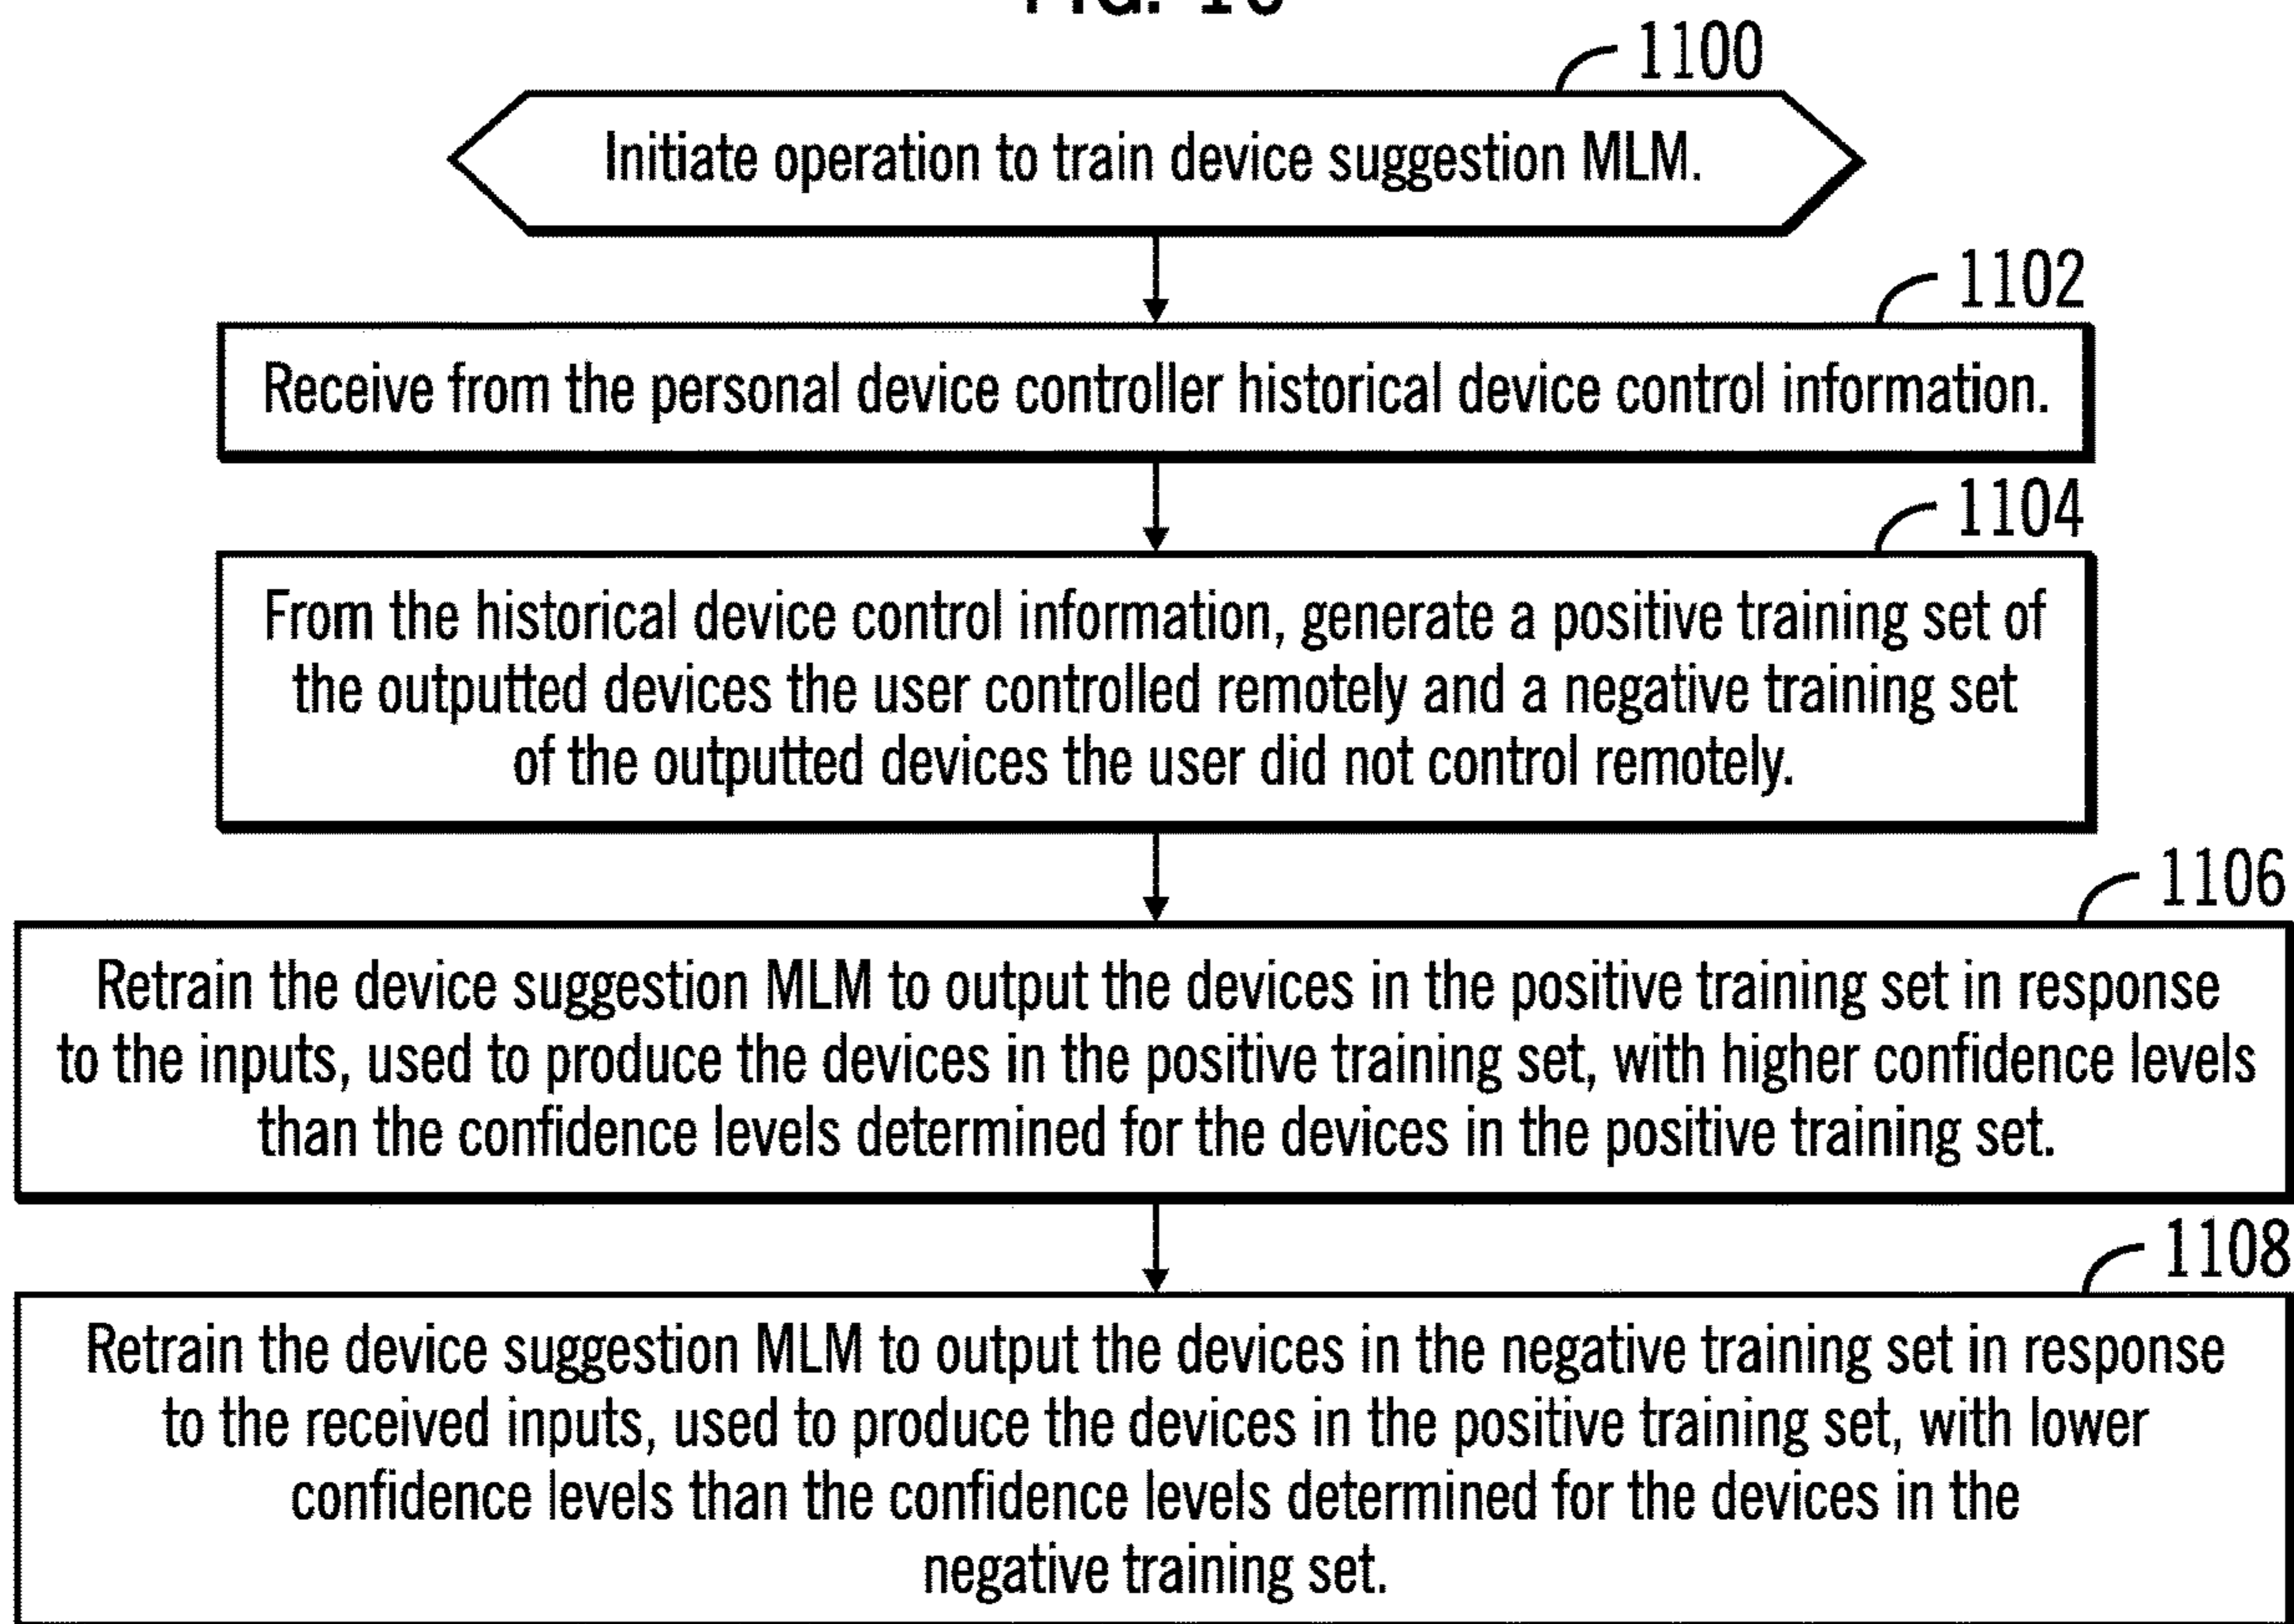 1100
Initiate operation to train device suggestion MLM.
1102
Receive from the personal device controller historical device control information.
1104
From the historical device control information, generate a positive training set of
the outputted devices the user controlled remotely and a negative training set
of the outputted devices the user did not control remotely.
1106
Retrain the device suggestion MLM to output the devices in the positive training set in response
to the inputs, used to produce the devices in the positive training set, with higher confidence levels
than the confidence levels determined for the devices in the positive training set.
1108
Retrain the device suggestion MLM to output the devices in the negative training set in response
to the received inputs, used to produce the devices in the positive training set, with lower
confidence levels than the confidence levels determined for the devices in the
negative training set.